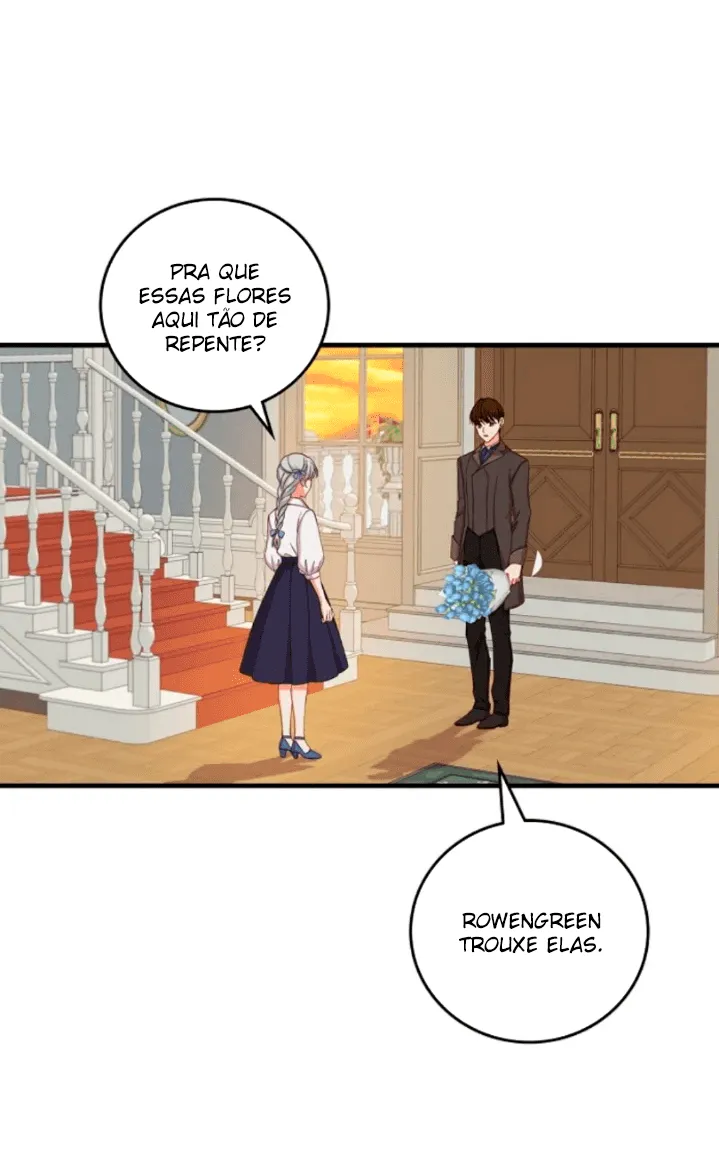 PRA QUE
ESSAS FLORES
AQUI TÃO DE
REPENTE?
ROWENGREEN
TROUXE ELAS.